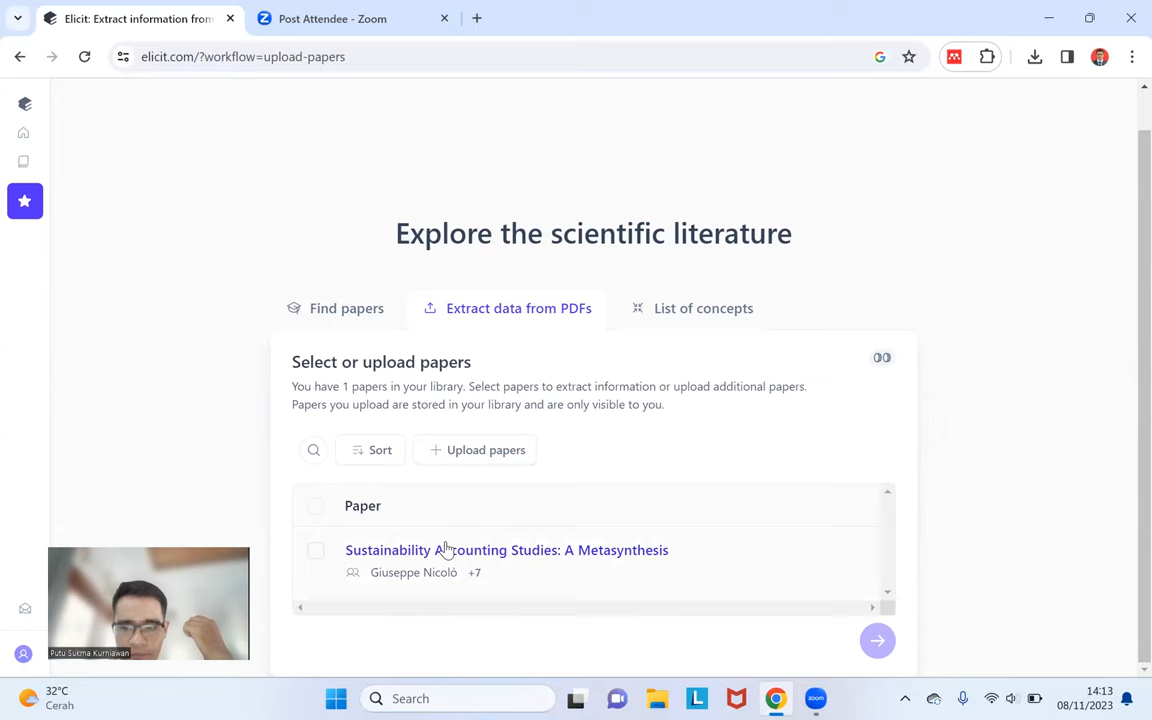 Elicit: Extract information from
Post Attendee - Zoom
elicit.com/?workflow=upload-papers
Explore the scientific literature
Find papers
Extract data from PDFs
List of concepts
Select or upload papers
You have 1 papers in your library. Select papers to extract information or upload additional papers.
Papers you upload are stored in your library and are only visible to you.
Sort
Upload papers
Paper
Sustainability Accounting Studies: A Metasynthesis
Giuseppe Nicolò +7
Putu Sukma Kurniawan
32°C
Cerah
Search
zoom
14:13
08/11/2023